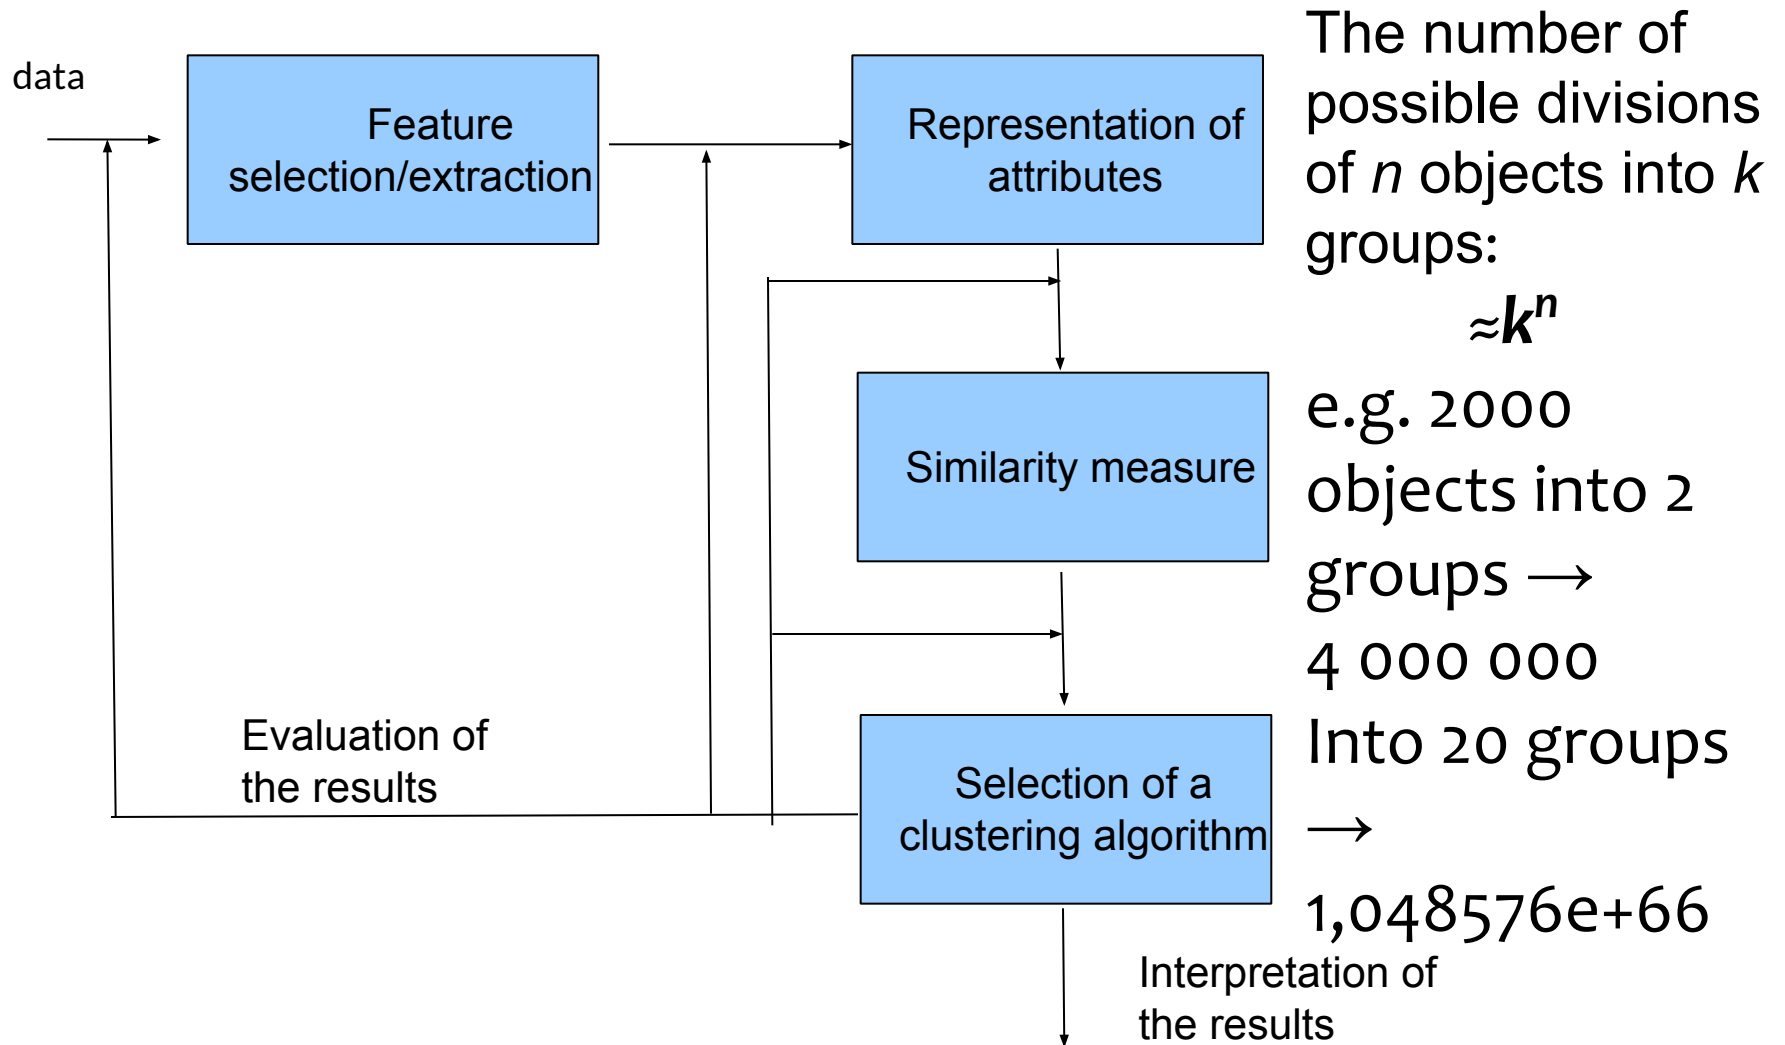 data
Feature
selection/extraction
Representation of
attributes
Similarity measure
Selection of a
clustering algorithm
Evaluation of
the results
Interpretation of
the results
The number of
possible divisions
of n objects into k
groups:
≈kⁿ
e.g. 2000
objects into 2
groups →
4 000 000
Into 20 groups
→
1,048576e+66